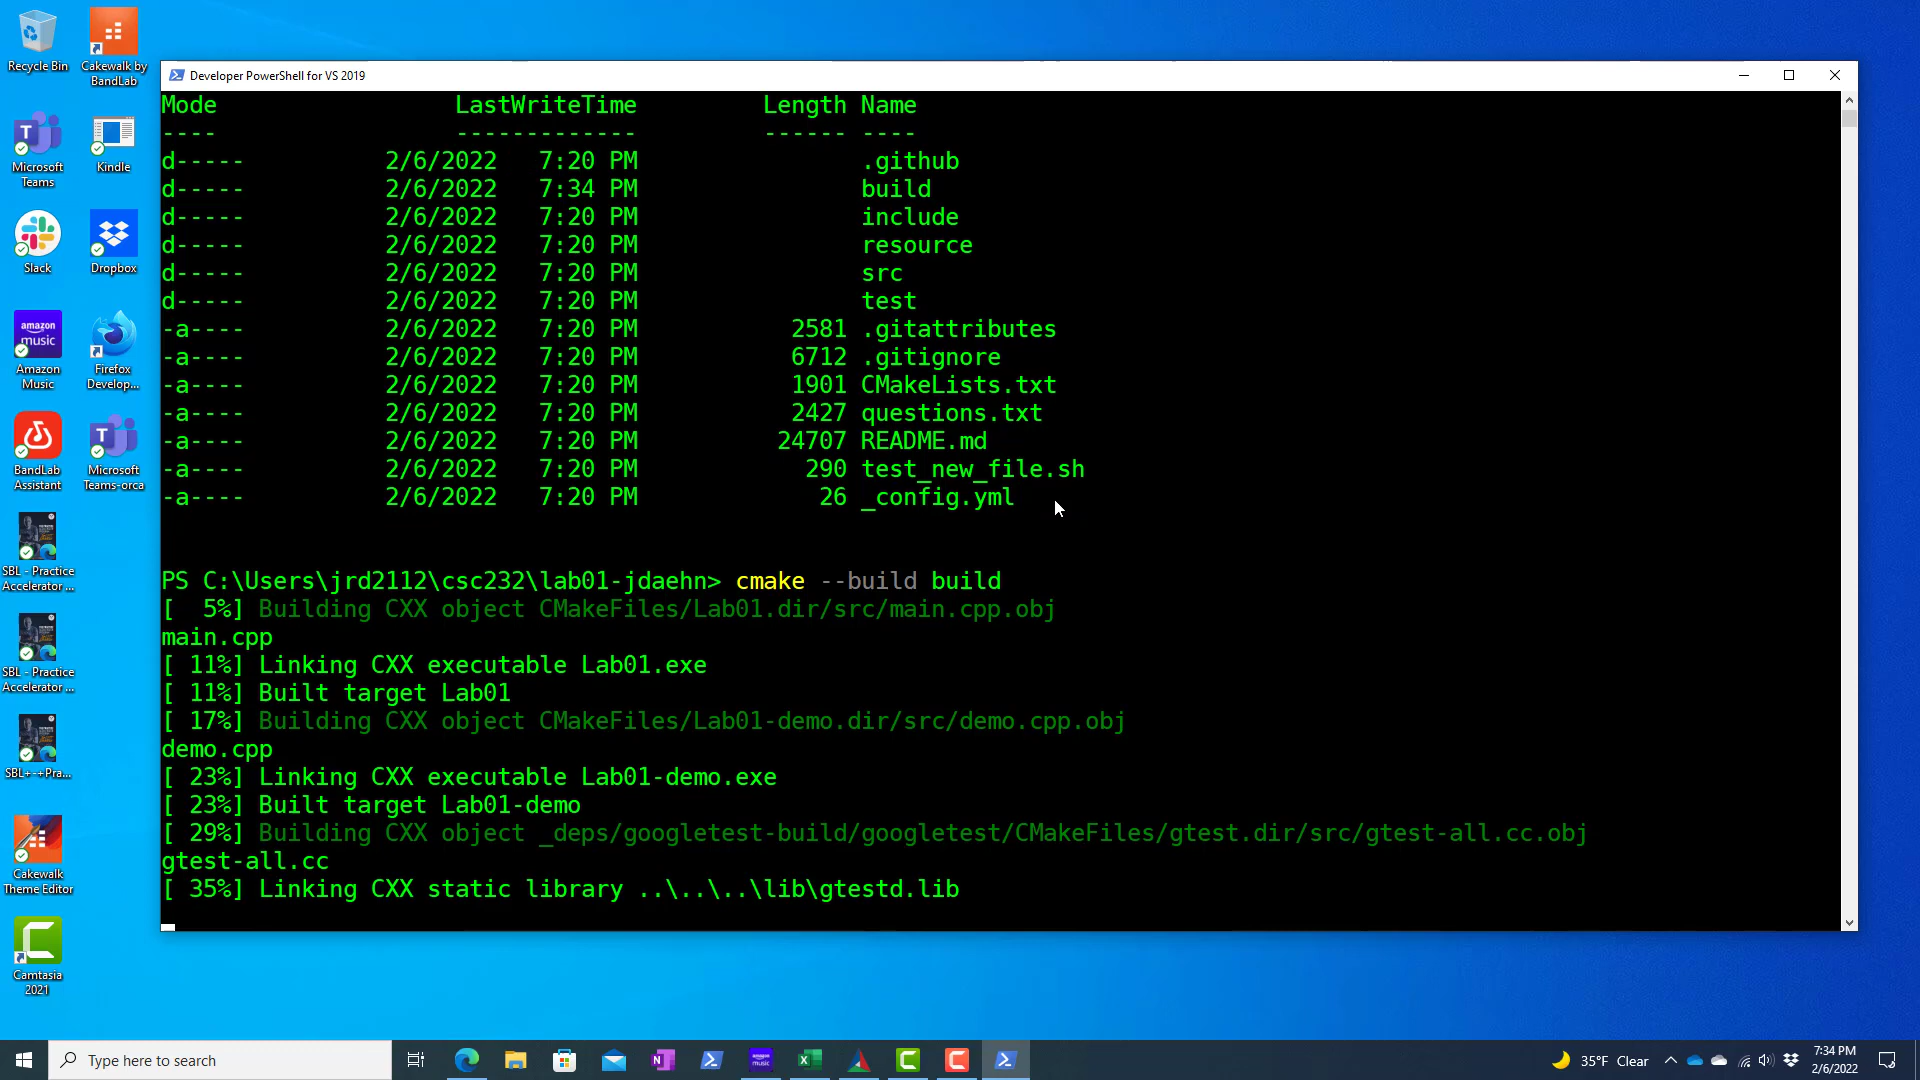 Recycle Bin
Cakewalk by
BandLab
Microsoft
Teams
Kindle
Slack
Dropbox
amazon
music
Amazon
Music
Firefox
Develop...
BandLab
Assistant
Microsoft
Teams-orca
SBL - Practice
Accelerator ...
SBL - Practice
Accelerator ...
SBL+-+Pra...
Cakewalk
Theme Editor
Camtasia
2021
Developer PowerShell for VS 2019
Mode LastWriteTime Length Name
---- ------------- ------ ----
d----- 2/6/2022 7:20 PM .github
d----- 2/6/2022 7:34 PM build
d----- 2/6/2022 7:20 PM include
d----- 2/6/2022 7:20 PM resource
d----- 2/6/2022 7:20 PM src
d----- 2/6/2022 7:20 PM test
-a---- 2/6/2022 7:20 PM 2581 .gitattributes
-a---- 2/6/2022 7:20 PM 6712 .gitignore
-a---- 2/6/2022 7:20 PM 1901 CMakeLists.txt
-a---- 2/6/2022 7:20 PM 2427 questions.txt
-a---- 2/6/2022 7:20 PM 24707 README.md
-a---- 2/6/2022 7:20 PM 290 test_new_file.sh
-a---- 2/6/2022 7:20 PM 26 _config.yml
PS C:\Users\jrd2112\csc232\lab01-jdaehn> cmake --build build
[  5%] Building CXX object CMakeFiles/Lab01.dir/src/main.cpp.obj
main.cpp
[ 11%] Linking CXX executable Lab01.exe
[ 11%] Built target Lab01
[ 17%] Building CXX object CMakeFiles/Lab01-demo.dir/src/demo.cpp.obj
demo.cpp
[ 23%] Linking CXX executable Lab01-demo.exe
[ 23%] Built target Lab01-demo
[ 29%] Building CXX object _deps/googletest-build/googletest/CMakeFiles/gtest.dir/src/gtest-all.cc.obj
gtest-all.cc
[ 35%] Linking CXX static library ..\..\..\lib\gtestd.lib
Type here to search
35°F Clear
7:34 PM
2/6/2022